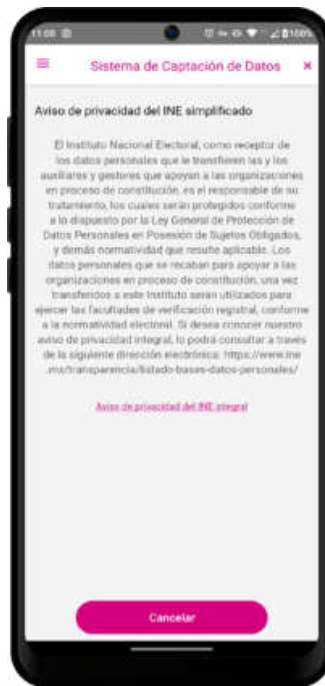 11:08
100%
Sistema de Captación de Datos ×
Aviso de privacidad del INE simplificado
El Instituto Nacional Electoral, como receptor de
los datos personales que le transfieren las y los
auxiliares y gestores que apoyan a las organizaciones
en proceso de constitución, es el responsable de su
tratamiento, los cuales serán protegidos conforme
a lo dispuesto por la Ley General de Protección de
Datos Personales en Posesión de Sujetos Obligados,
y demás normatividad que resulte aplicable. Los
datos personales que se recaban para apoyar a las
organizaciones en proceso de constitución, una vez
transferidos a este Instituto serán utilizados para
ejercer las facultades de verificación registral, conforme
a la normatividad electoral. Si desea conocer nuestro
aviso de privacidad integral, lo podrá consultar a través
de la siguiente dirección electrónica: https://www.ine
.mx/transparencia/listado-bases-datos-personales/
Aviso de privacidad del INE integral
Cancelar